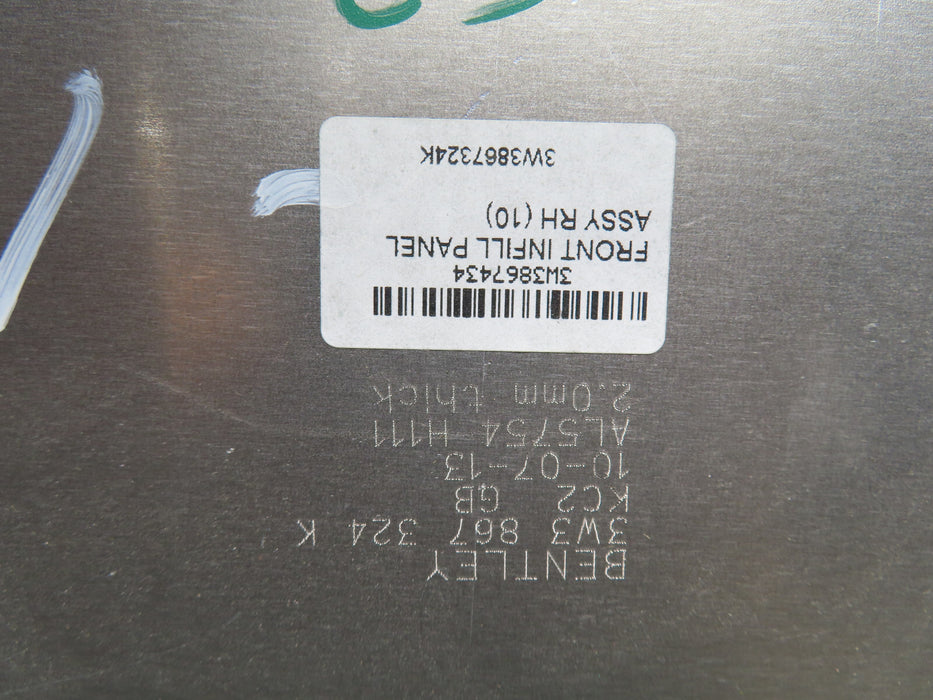 BENTLEY
3W3 867 324 K
KC2 GB
10-07-13
AL5754 H111
2.0mm thick
3W3867434
FRONT INFILL PANEL
ASSY RH (10)
3W3867324K